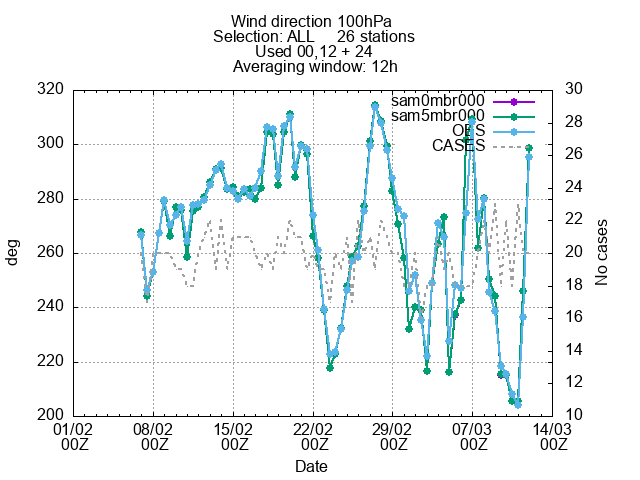 Wind direction 100hPa
Selection: ALL 26 stations
Used 00,12 + 24
Averaging window: 12h
sam0mbr000
sam5mbr000
OBS
CASES
deg
320
300
280
260
240
220
200
No cases
30
28
26
24
22
20
18
16
14
12
10
01/02 08/02 15/02 22/02 29/02 07/03 14/03
00Z 00Z 00Z 00Z 00Z 00Z 00Z
Date